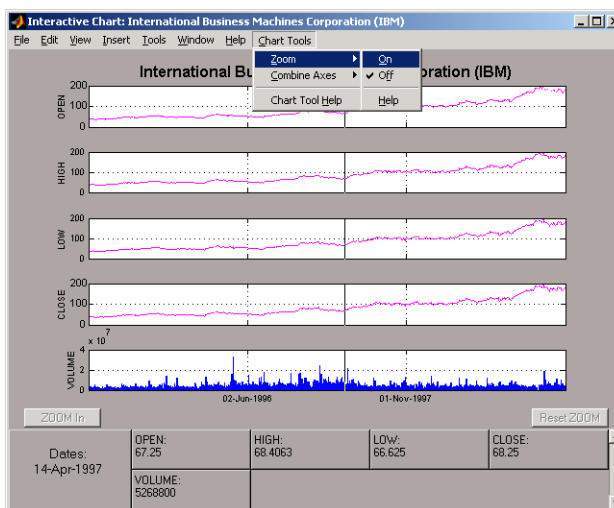 Interactive Chart: International Business Machines Corporation (IBM)
File Edit View Insert Tools Window Help Chart Tools
Zoom On
Combine Axes Off
Chart Tool Help Help
International Bu oration (IBM)
OPEN
200
100
0
HIGH
200
100
0
LOW
200
100
0
CLOSE
200
100
0
x 10 7
VOLUME
4
2
0
02-Jun-1996 01-Nov-1997
ZOOM In Reset ZOOM
Dates:
14-Apr-1997
OPEN:
67.25
HIGH:
68.4063
LOW:
66.625
CLOSE:
68.25
VOLUME:
5268800